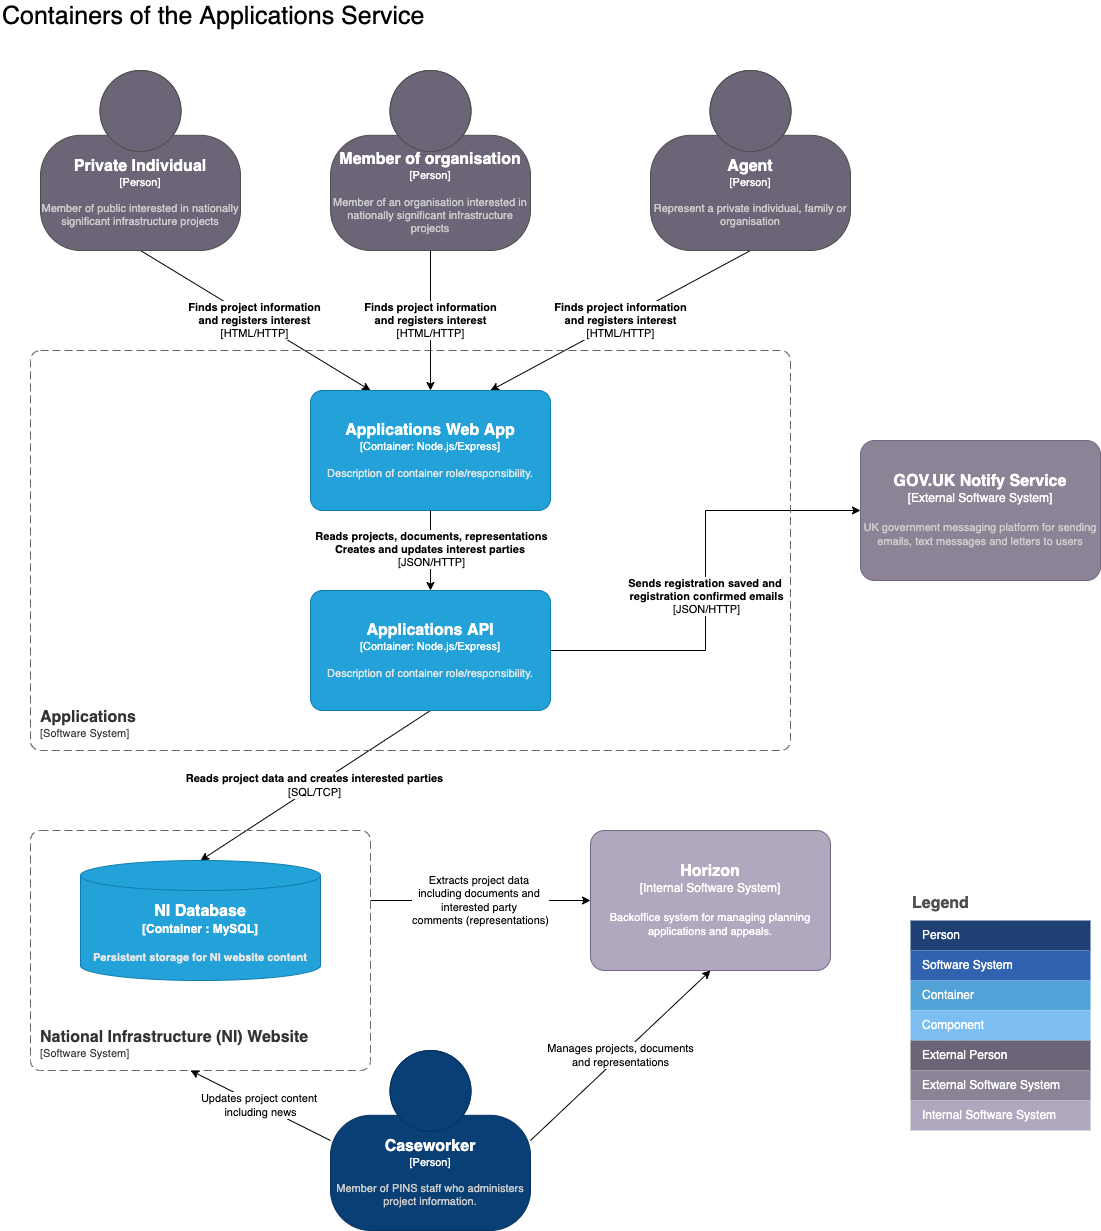 Containers of the Applications Service
Private Individual
[Person]
Member of public interested in nationally
significant infrastructure projects
Member of organisation
[Person]
Member of an organisation interested in
nationally significant infrastructure
projects
Agent
[Person]
Represent a private individual, family or
organisation
Finds project information
and registers interest
[HTML/HTTP]
Finds project information
and registers interest
[HTML/HTTP]
Finds project information
and registers interest
[HTML/HTTP]
Applications Web App
[Container: Node.js/Express]
Description of container role/responsibility.
GOV.UK Notify Service
[External Software System]
UK government messaging platform for sending
emails, text messages and letters to users
Reads projects, documents, representations
Creates and updates interest parties
[JSON/HTTP]
Sends registration saved and
registration confirmed emails
[JSON/HTTP]
Applications API
[Container: Node.js/Express]
Description of container role/responsibility.
Applications
[Software System]
Reads project data and creates interested parties
[SQL/TCP]
NI Database
[Container : MySQL]
Persistent storage for NI website content
Extracts project data
including documents and
interested party
comments (representations)
Horizon
[Internal Software System]
Backoffice system for managing planning
applications and appeals.
National Infrastructure (NI) Website
[Software System]
Manages projects, documents
and representations
Updates project content
including news
Caseworker
[Person]
Member of PINS staff who administers
project information.
Legend
Person
Software System
Container
Component
External Person
External Software System
Internal Software System